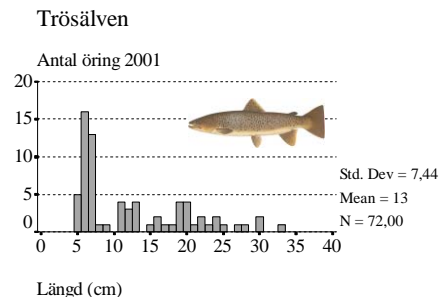 Trösälven
Antal öring 2001
20
15
10
5
0
0 5 10 15 20 25 30 35 40
Std. Dev = 7,44
Mean = 13
N = 72,00
Längd (cm)